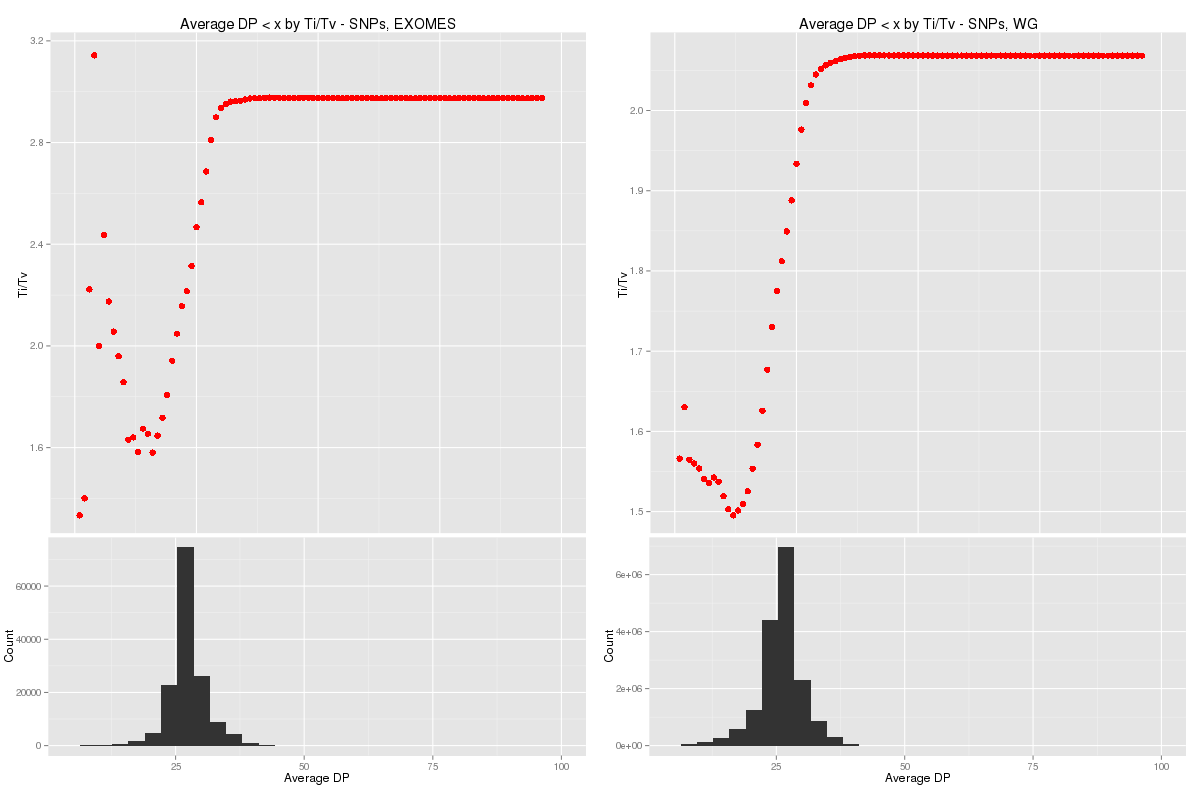 Average DP < x by Ti/Tv - SNPs, EXOMES
3.2
2.8
2.4
2.0
1.6
Ti/Tv
60000
40000
20000
0
Count
25 50 75 100
Average DP
Average DP < x by Ti/Tv - SNPs, WG
2.0
1.9
1.8
1.7
1.6
1.5
Ti/Tv
6e+06
4e+06
2e+06
0e+00
Count
25 50 75 100
Average DP